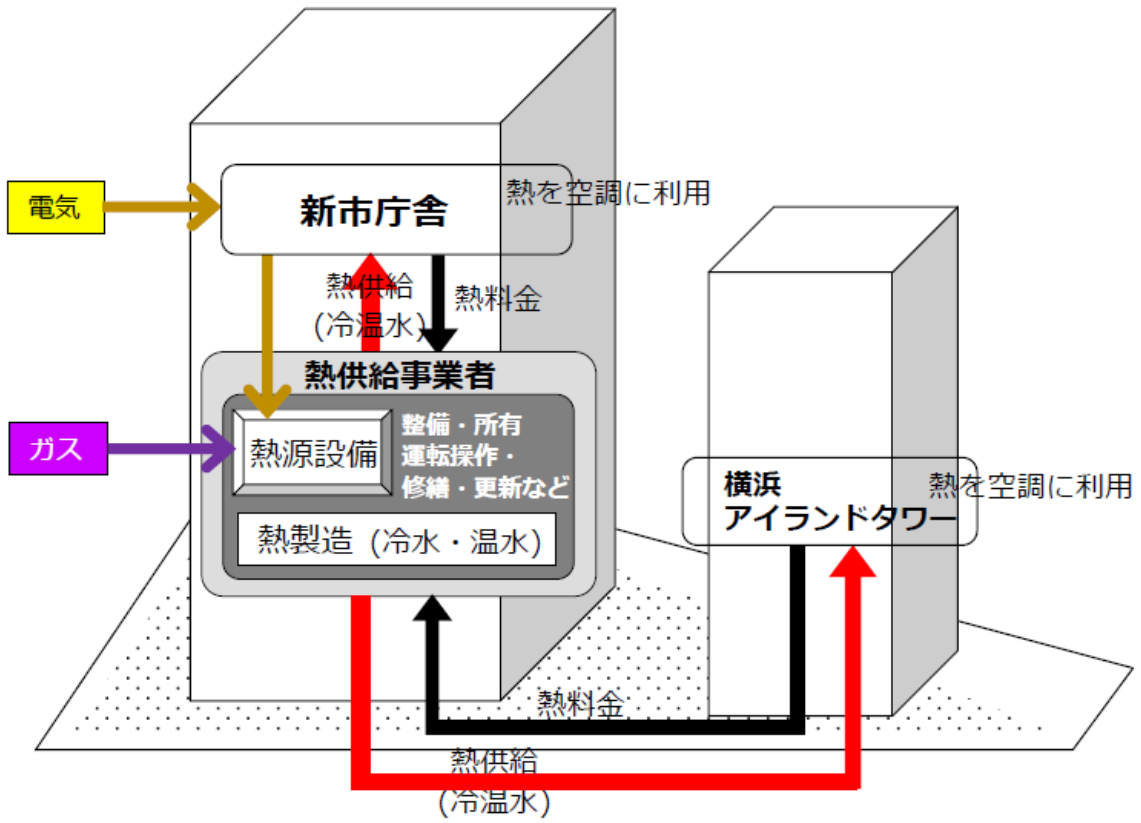 電気
新市庁舎
熱を空調に利用
熱供給
(冷温水)
熱料金
熱供給事業者
ガス
熱源設備
整備・所有
運転操作・
修繕・更新など
熱製造 (冷水・温水)
横浜
アイランドタワー
熱を空調に利用
熱料金
熱供給
(冷温水)